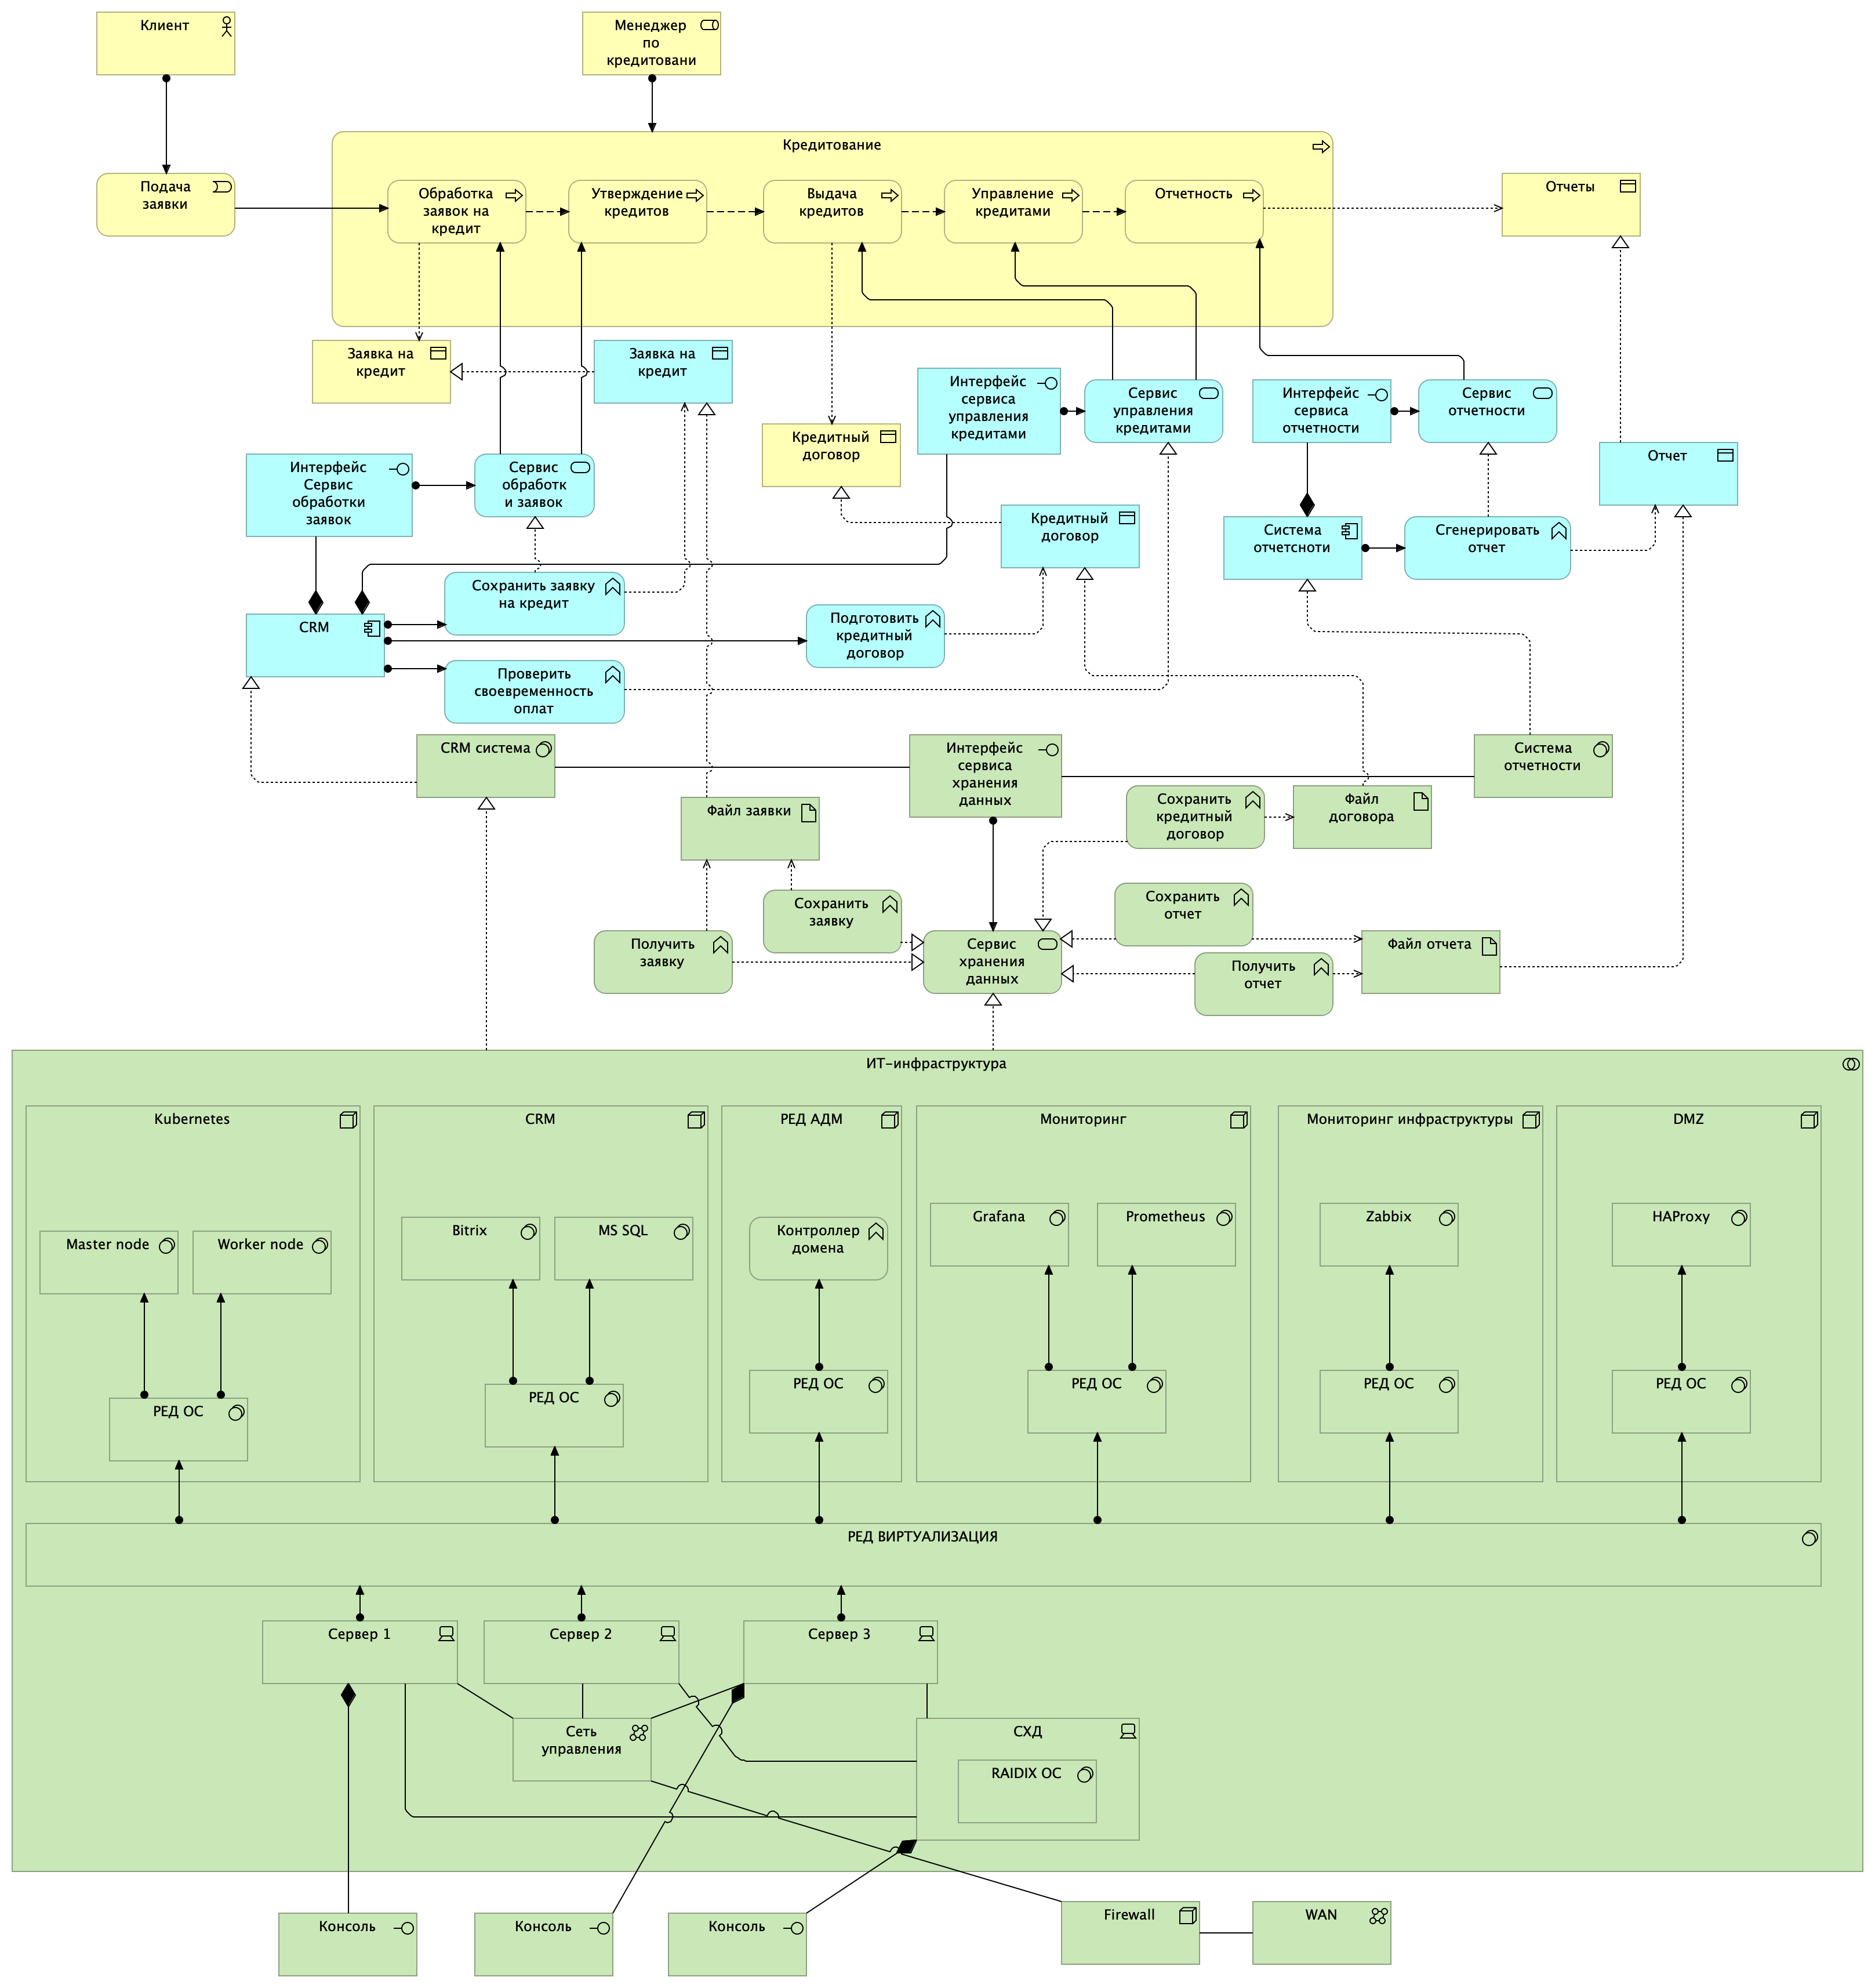 Клиент
Менеджер
по
кредитовани
Кредитование
Подача
заявки
Обработка
заявок на
кредит
Утверждение
кредитов
Выдача
кредитов
Управление
кредитами
Отчетность
Отчеты
Заявка на
кредит
Заявка на
кредит
Интерфейс
сервиса
управления
кредитами
Сервис
управления
кредитами
Интерфейс
сервиса
отчетности
Сервис
отчетности
Кредитный
договор
Отчет
Интерфейс
Сервис
обработки
заявок
Сервис
обработк
и заявок
Кредитный
договор
Система
отчетсноти
Сгенерировать
отчет
Сохранить заявку
на кредит
CRM
Подготовить
кредитный
договор
Проверить
своевременность
оплат
CRM система
Интерфейс
сервиса
хранения
данных
Система
отчетности
Файл заявки
Сохранить
кредитный
договор
Файл
договора
Сохранить
заявку
Сохранить
отчет
Получить
заявку
Сервис
хранения
данных
Файл отчета
Получить
отчет
ИТ-инфраструктура
Kubernetes
CRM
РЕД АДМ
Мониторинг
Мониторинг инфраструктуры
DMZ
Master node
Worker node
Bitrix
MS SQL
Контроллер
домена
Grafana
Prometheus
Zabbix
HAProxy
РЕД ОС
РЕД ОС
РЕД ОС
РЕД ОС
РЕД ОС
РЕД ОС
РЕД ВИРТУАЛИЗАЦИЯ
Сервер 1
Сервер 2
Сервер 3
Сеть
управления
СХД
RAIDIX ОС
Консоль
Консоль
Консоль
Firewall
WAN